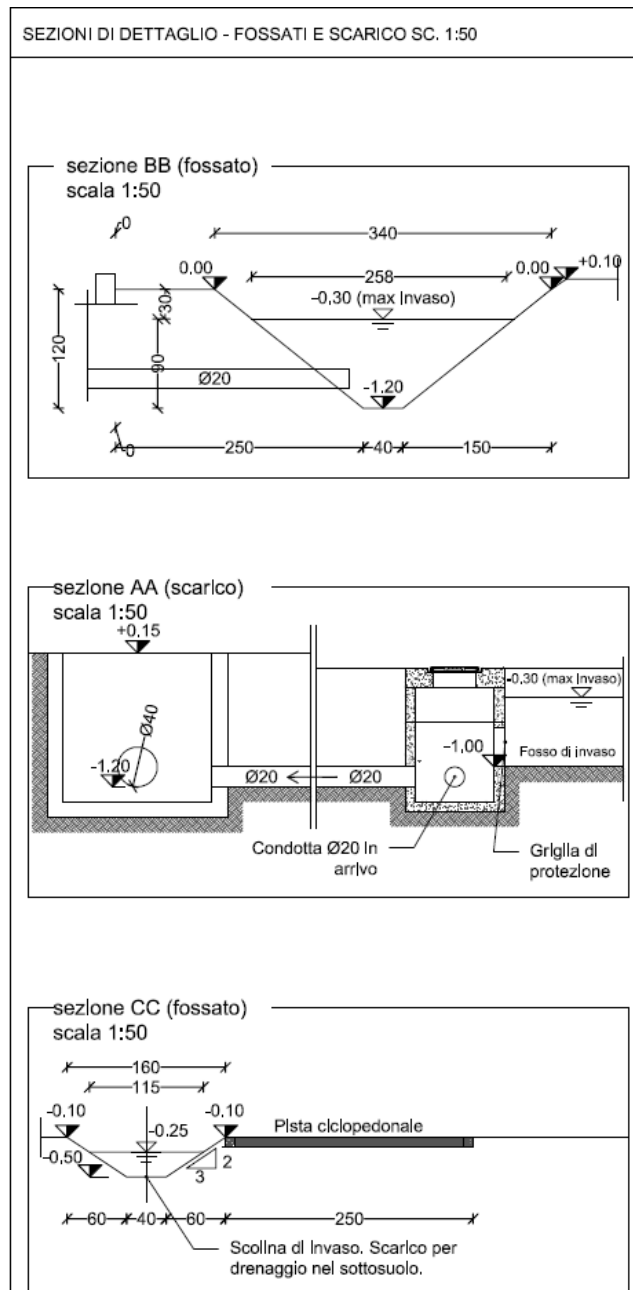 SEZIONI DI DETTAGLIO - FOSSATI E SCARICO SC. 1:50
sezione BB (fossato)
scala 1:50
-0
340
0.00
258
0.00
+0.10
-0,30 (max Invaso)
30
120
90
Ø20
-1.20
-0
250
40
150
sezione AA (scarico)
scala 1:50
+0.15
-0,30 (max Invaso)
Ø40
-1,00
Fosso di invaso
-1.20
Ø20
Ø20
Condotta Ø20 in
arrivo
Griglia di
protezione
sezione CC (fossato)
scala 1:50
160
115
-0.10
-0.10
-0.25
Pista ciclopedonale
-0,50
2
3
60
40
60
250
Scolina di Invaso. Scarico per
drenaggio nel sottosuolo.